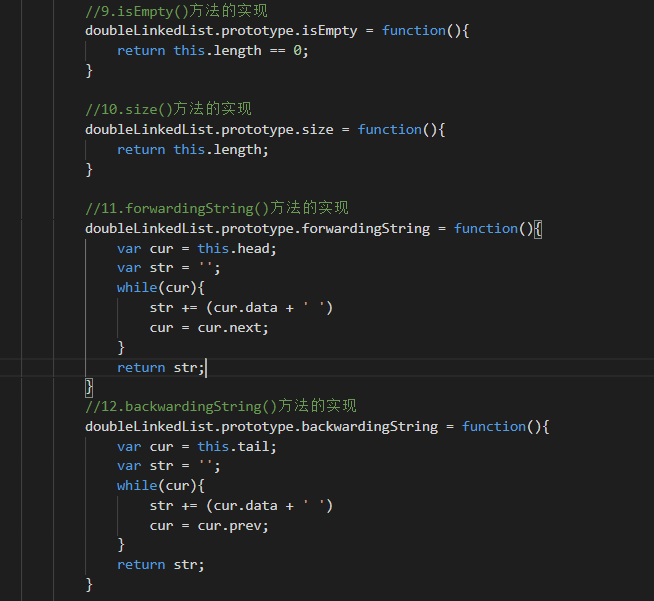 //9.isEmpty()方法的实现
doubleLinkedList.prototype.isEmpty = function(){
return this.length == 0;
}
//10.size()方法的实现
doubleLinkedList.prototype.size = function(){
return this.length;
}
//11.forwardingString()方法的实现
doubleLinkedList.prototype.forwardingString = function(){
var cur = this.head;
var str = '';
while(cur){
str += (cur.data + ' ')
cur = cur.next;
}
return str;
}
//12.backwardingString()方法的实现
doubleLinkedList.prototype.backwardingString = function(){
var cur = this.tail;
var str = '';
while(cur){
str += (cur.data + ' ')
cur = cur.prev;
}
return str;
}